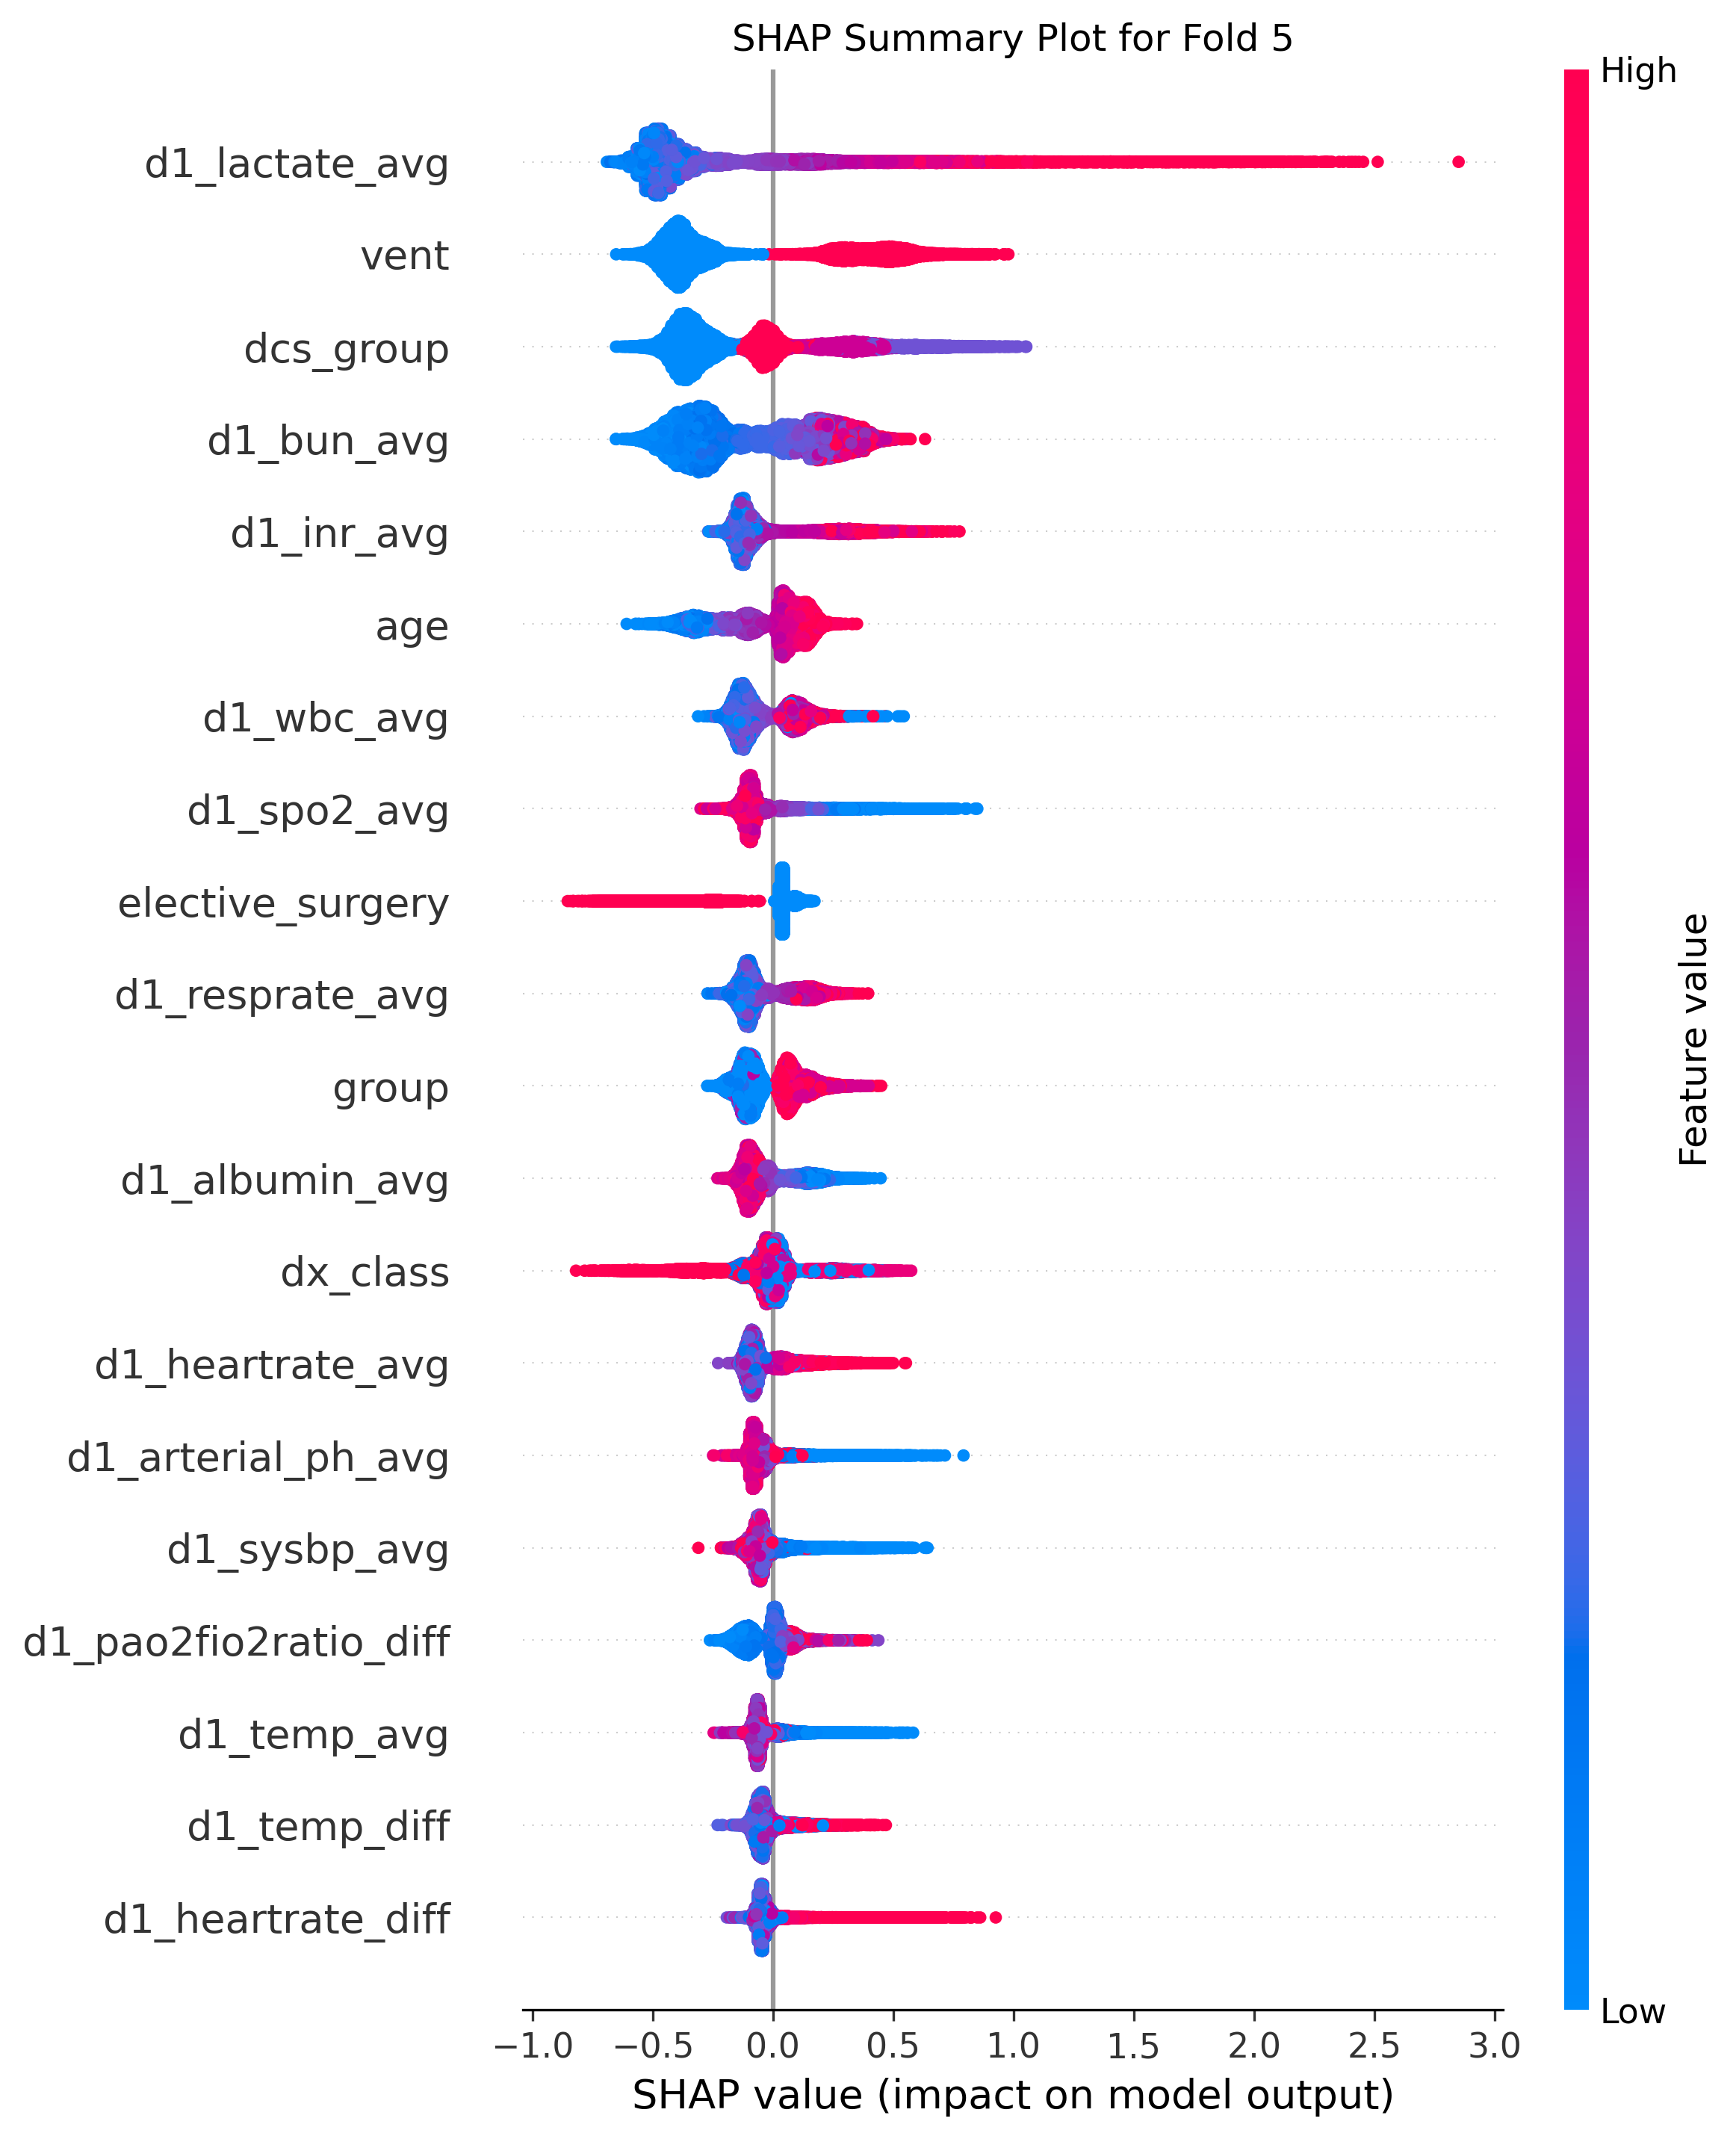 SHAP Summary Plot for Fold 5
High
d1_lactate_avg
vent
dcs_group
d1_bun_avg
d1_inr_avg
age
d1_wbc_avg
d1_spo2_avg
elective_surgery
d1_resprate_avg
group
d1_albumin_avg
dx_class
d1_heartrate_avg
d1_arterial_ph_avg
d1_sysbp_avg
d1_pao2fio2ratio_diff
d1_temp_avg
d1_temp_diff
d1_heartrate_diff
Feature value
Low
−1.0 −0.5 0.0 0.5 1.0 1.5 2.0 2.5 3.0
SHAP value (impact on model output)